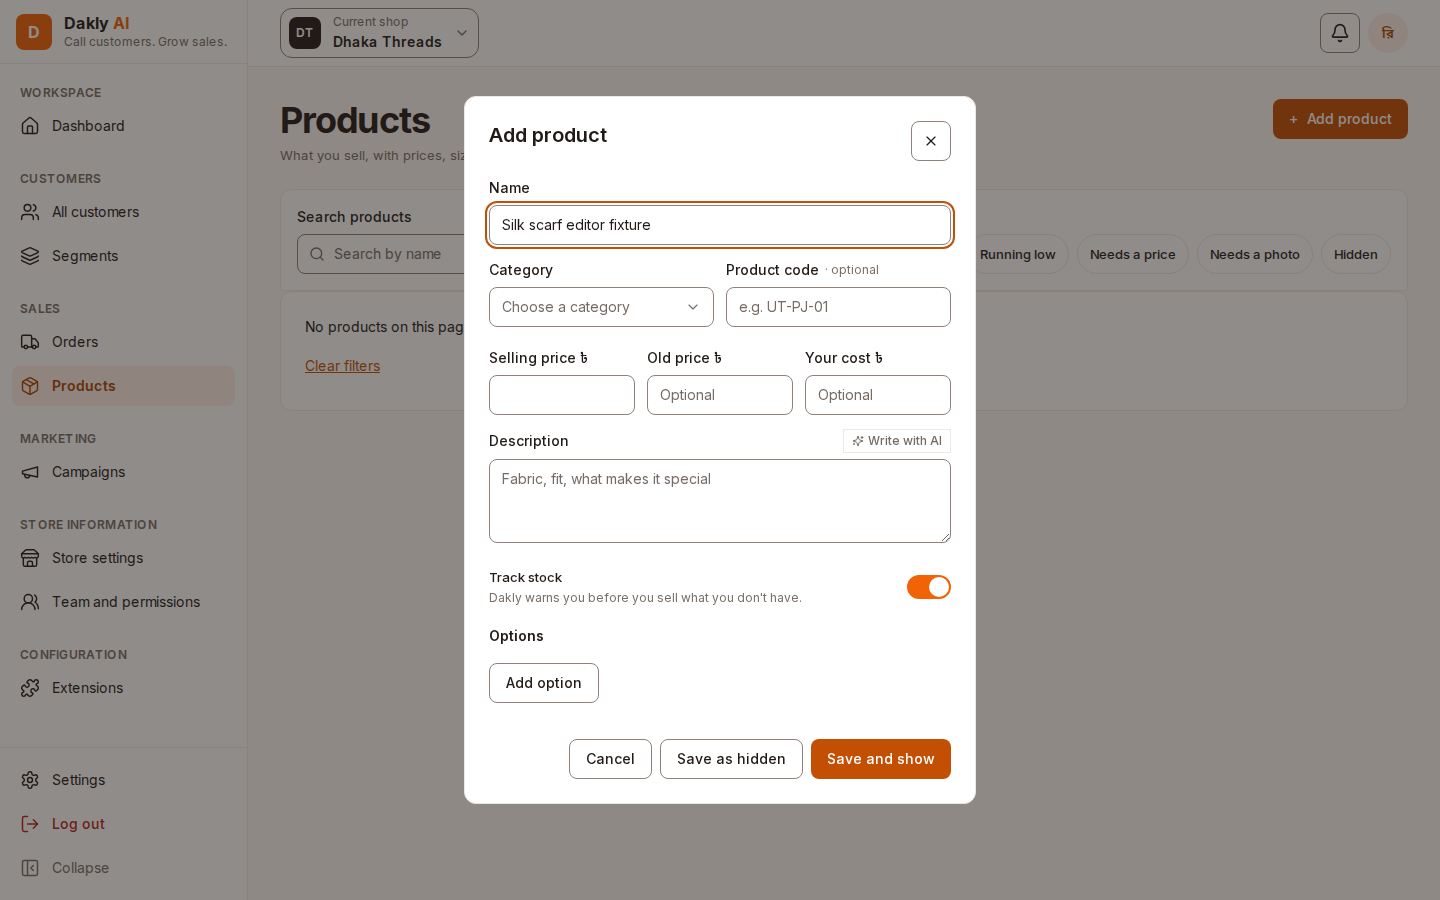 D
Dakly AI
Call customers. Grow sales.
WORKSPACE
Dashboard
CUSTOMERS
All customers
Segments
SALES
Orders
Products
MARKETING
Campaigns
STORE INFORMATION
Store settings
Team and permissions
CONFIGURATION
Extensions
Settings
Log out
Collapse
DT
Current shop
Dhaka Threads
রি
Products
What you sell, with prices, siz
+ Add product
Search products
Search by name
Running low
Needs a price
Needs a photo
Hidden
No products on this pag
Clear filters
Add product
Name
Silk scarf editor fixture
Category
Product code · optional
Choose a category
e.g. UT-PJ-01
Selling price ৳
Old price ৳
Your cost ৳
Optional
Optional
Description
Write with AI
Fabric, fit, what makes it special
Track stock
Dakly warns you before you sell what you don't have.
Options
Add option
Cancel
Save as hidden
Save and show